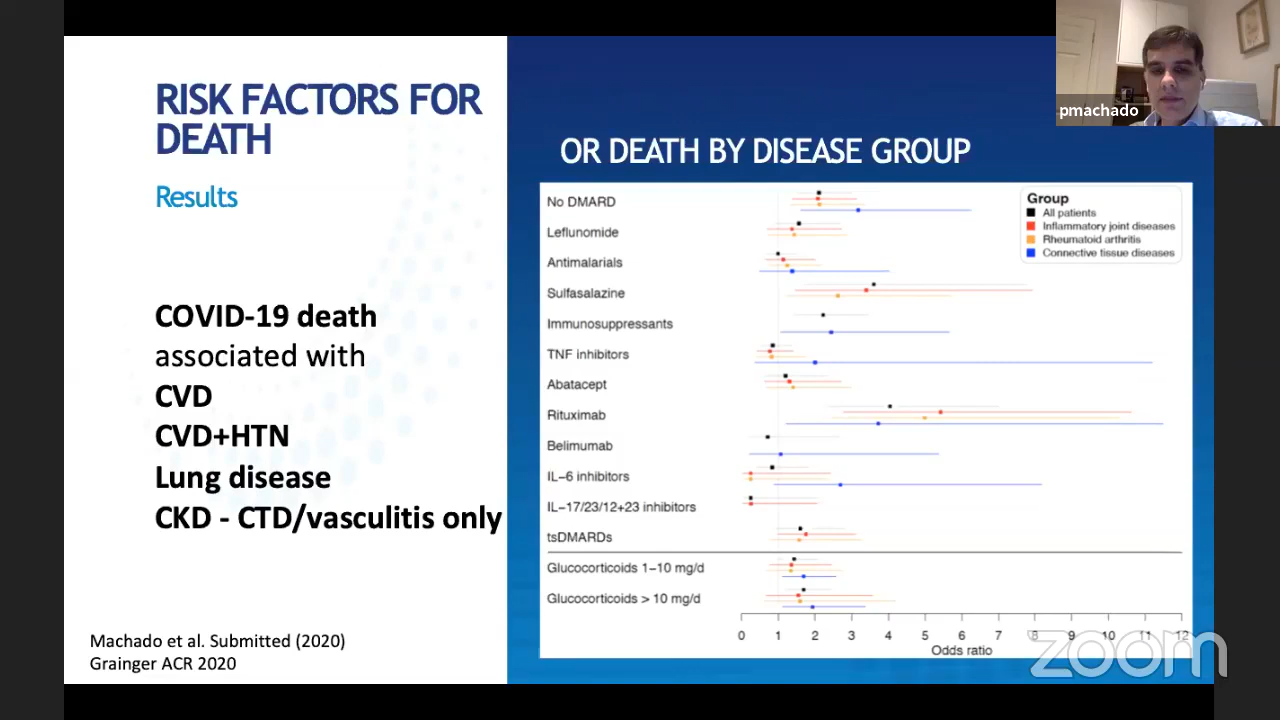 RISK FACTORS FOR
DEATH
Results
COVID-19 death
associated with
CVD
CVD+HTN
Lung disease
CKD - CTD/vasculitis only
Machado et al. Submitted (2020)
Grainger ACR 2020
pmachado
OR DEATH BY DISEASE GROUP
Group
All patients
Inflammatory joint diseases
Rheumatoid arthritis
Connective tissue diseases
No DMARD
Leflunomide
Antimalarials
Sulfasalazine
Immunosuppressants
TNF inhibitors
Abatacept
Rituximab
Belimumab
IL-6 inhibitors
IL-17/23/12+23 inhibitors
tsDMARDs
Glucocorticoids 1-10 mg/d
Glucocorticoids > 10 mg/d
0 1 2 3 4 5 6 7 8 9 10 11 12
Odds ratio
zoom